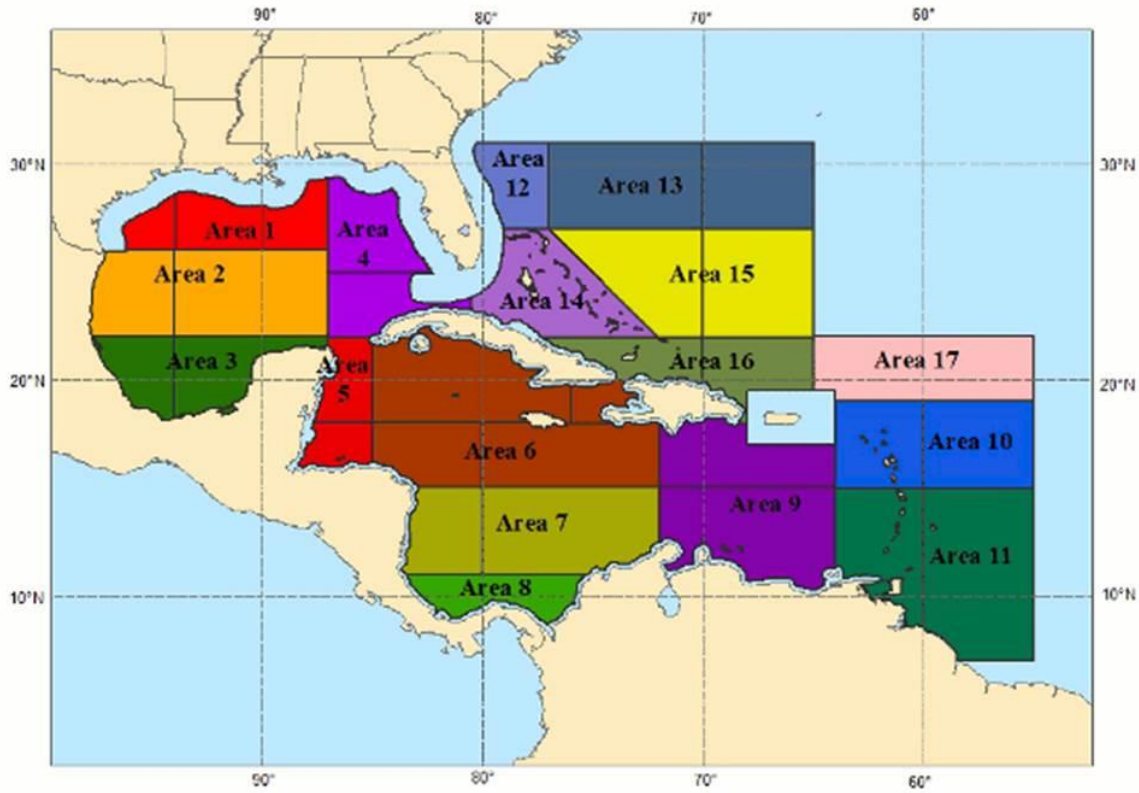 90°
80°
70°
60°
30°N
30°N
Area
12
Area 13
Area 1
Area
4
Area 2
Area 15
Area 14
Area 3
Area
5
Area 16
Area 17
20°N
20°N
Area 6
Area 10
Area 7
Area 9
Area 11
Area 8
10°N
10°N
90°
80°
70°
60°